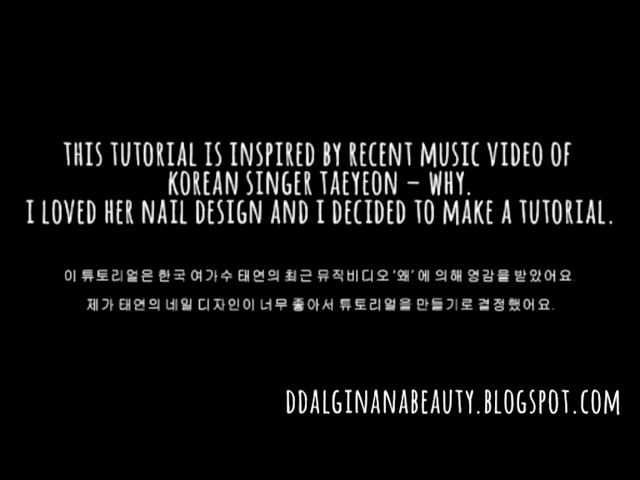 THIS TUTORIAL IS INSPIRED BY RECENT MUSIC VIDEO OF
KOREAN SINGER TAEYEON – WHY.
I LOVED HER NAIL DESIGN AND I DECIDED TO MAKE A TUTORIAL.
이 튜토리얼은 한국 여가수 태연의 최근 뮤직비디오 '왜' 에 의해 영감을 받았어요.
제가 태연의 네일 디자인이 너무 좋아서 튜토리얼을 만들기로 결정했어요.
DDALGINANABEAUTY.BLOGSPOT.COM